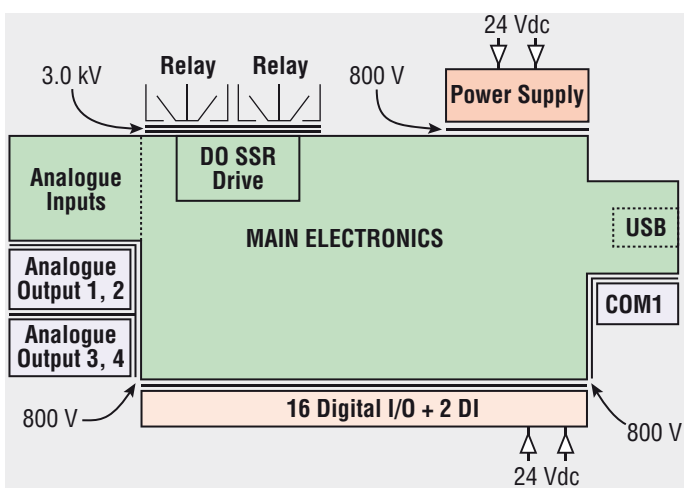 24 Vdc
3.0 kV
Relay
Relay
800 V
Power Supply
Analogue
Inputs
DO SSR
Drive
MAIN ELECTRONICS
USB
Analogue
Output 1, 2
COM1
Analogue
Output 3, 4
800 V
16 Digital I/O + 2 DI
800 V
24 Vdc